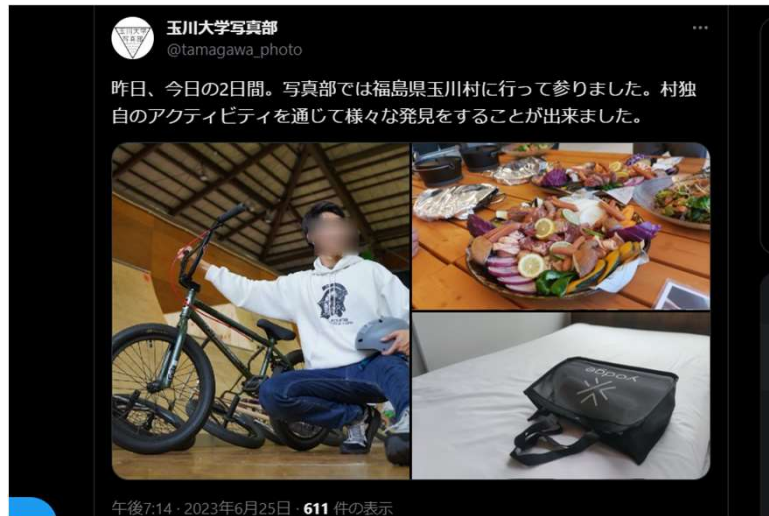 玉川大学写真部
@tamagawa_photo
昨日、今日の2日間。写真部では福島県玉川村に行って参りました。村独
自のアクティビティを通じて様々な発見をすることが出来ました。
yodge
午後7:14 · 2023年6月25日 · 611 件の表示